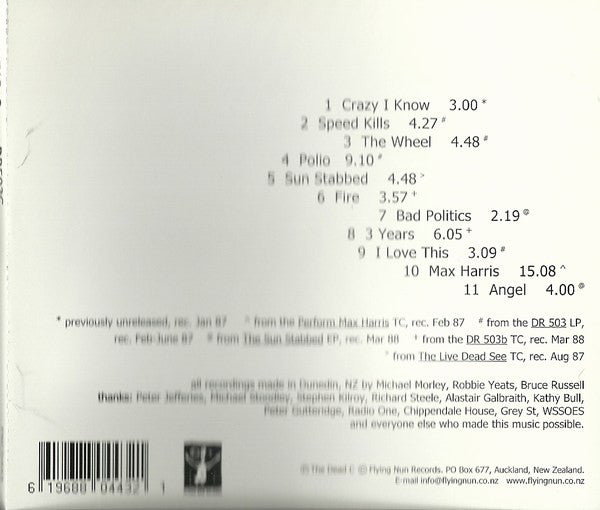 1 Crazy I Know 3.00 *
2 Speed Kills 4.27 #
3 The Wheel 4.48 #
4 Polio 9.10 #
5 Sun Stabbed 4.48 >
6 Fire 3.57 +
7 Bad Politics 2.19 @
8 3 Years 6.05 +
9 I Love This 3.09 #
10 Max Harris 15.08 ^
11 Angel 4.00 @
* previously unreleased, rec. Jan 87 ^ from the Perform Max Harris TC, rec. Feb 87 # from the DR 503 LP,
rec. Feb-June 87 from The Sun Stabbed EP, rec. Mar 88 + from the DR 503b TC, rec. Mar 88
from The Live Dead See TC, rec. Aug 87
all recordings made in Dunedin, NZ by Michael Morley, Robbie Yeats, Bruce Russell
thanks: Peter Jefferies, Michael Steadley, Stephen Kilroy, Richard Steele, Alastair Galbraith, Kathy Bull,
Peter Gutteridge, Radio One, Chippendale House, Grey St, WSSOES
and everyone else who made this music possible.
6 19688 04432 1
© The Dead C ℗ Flying Nun Records. PO Box 677, Auckland, New Zealand.
E-mail info@flyingnun.co.nz www.flyingnun.co.nz